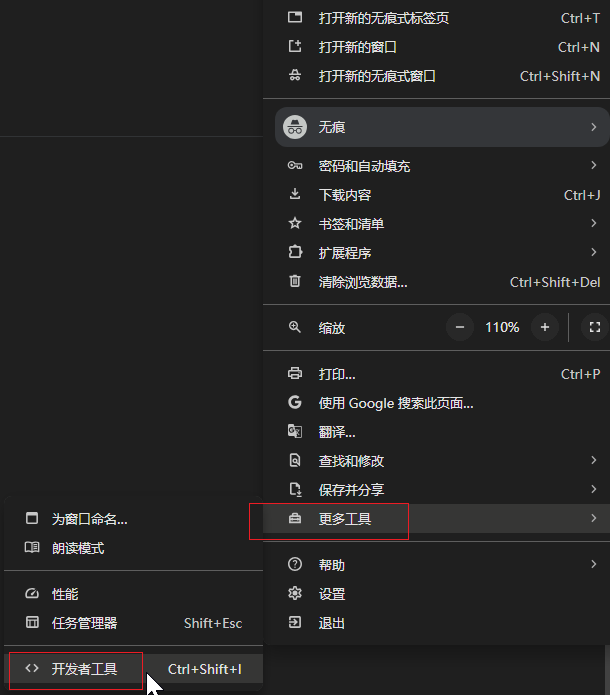 打开新的无痕式标签页 Ctrl+T
打开新的窗口 Ctrl+N
打开新的无痕式窗口 Ctrl+Shift+N
无痕
密码和自动填充
下载内容 Ctrl+J
书签和清单
扩展程序
清除浏览数据... Ctrl+Shift+Del
缩放 − 110% +
打印... Ctrl+P
使用 Google 搜索此页面...
翻译...
查找和修改
保存并分享
更多工具
帮助
设置
退出
为窗口命名...
朗读模式
性能
任务管理器 Shift+Esc
开发者工具 Ctrl+Shift+I